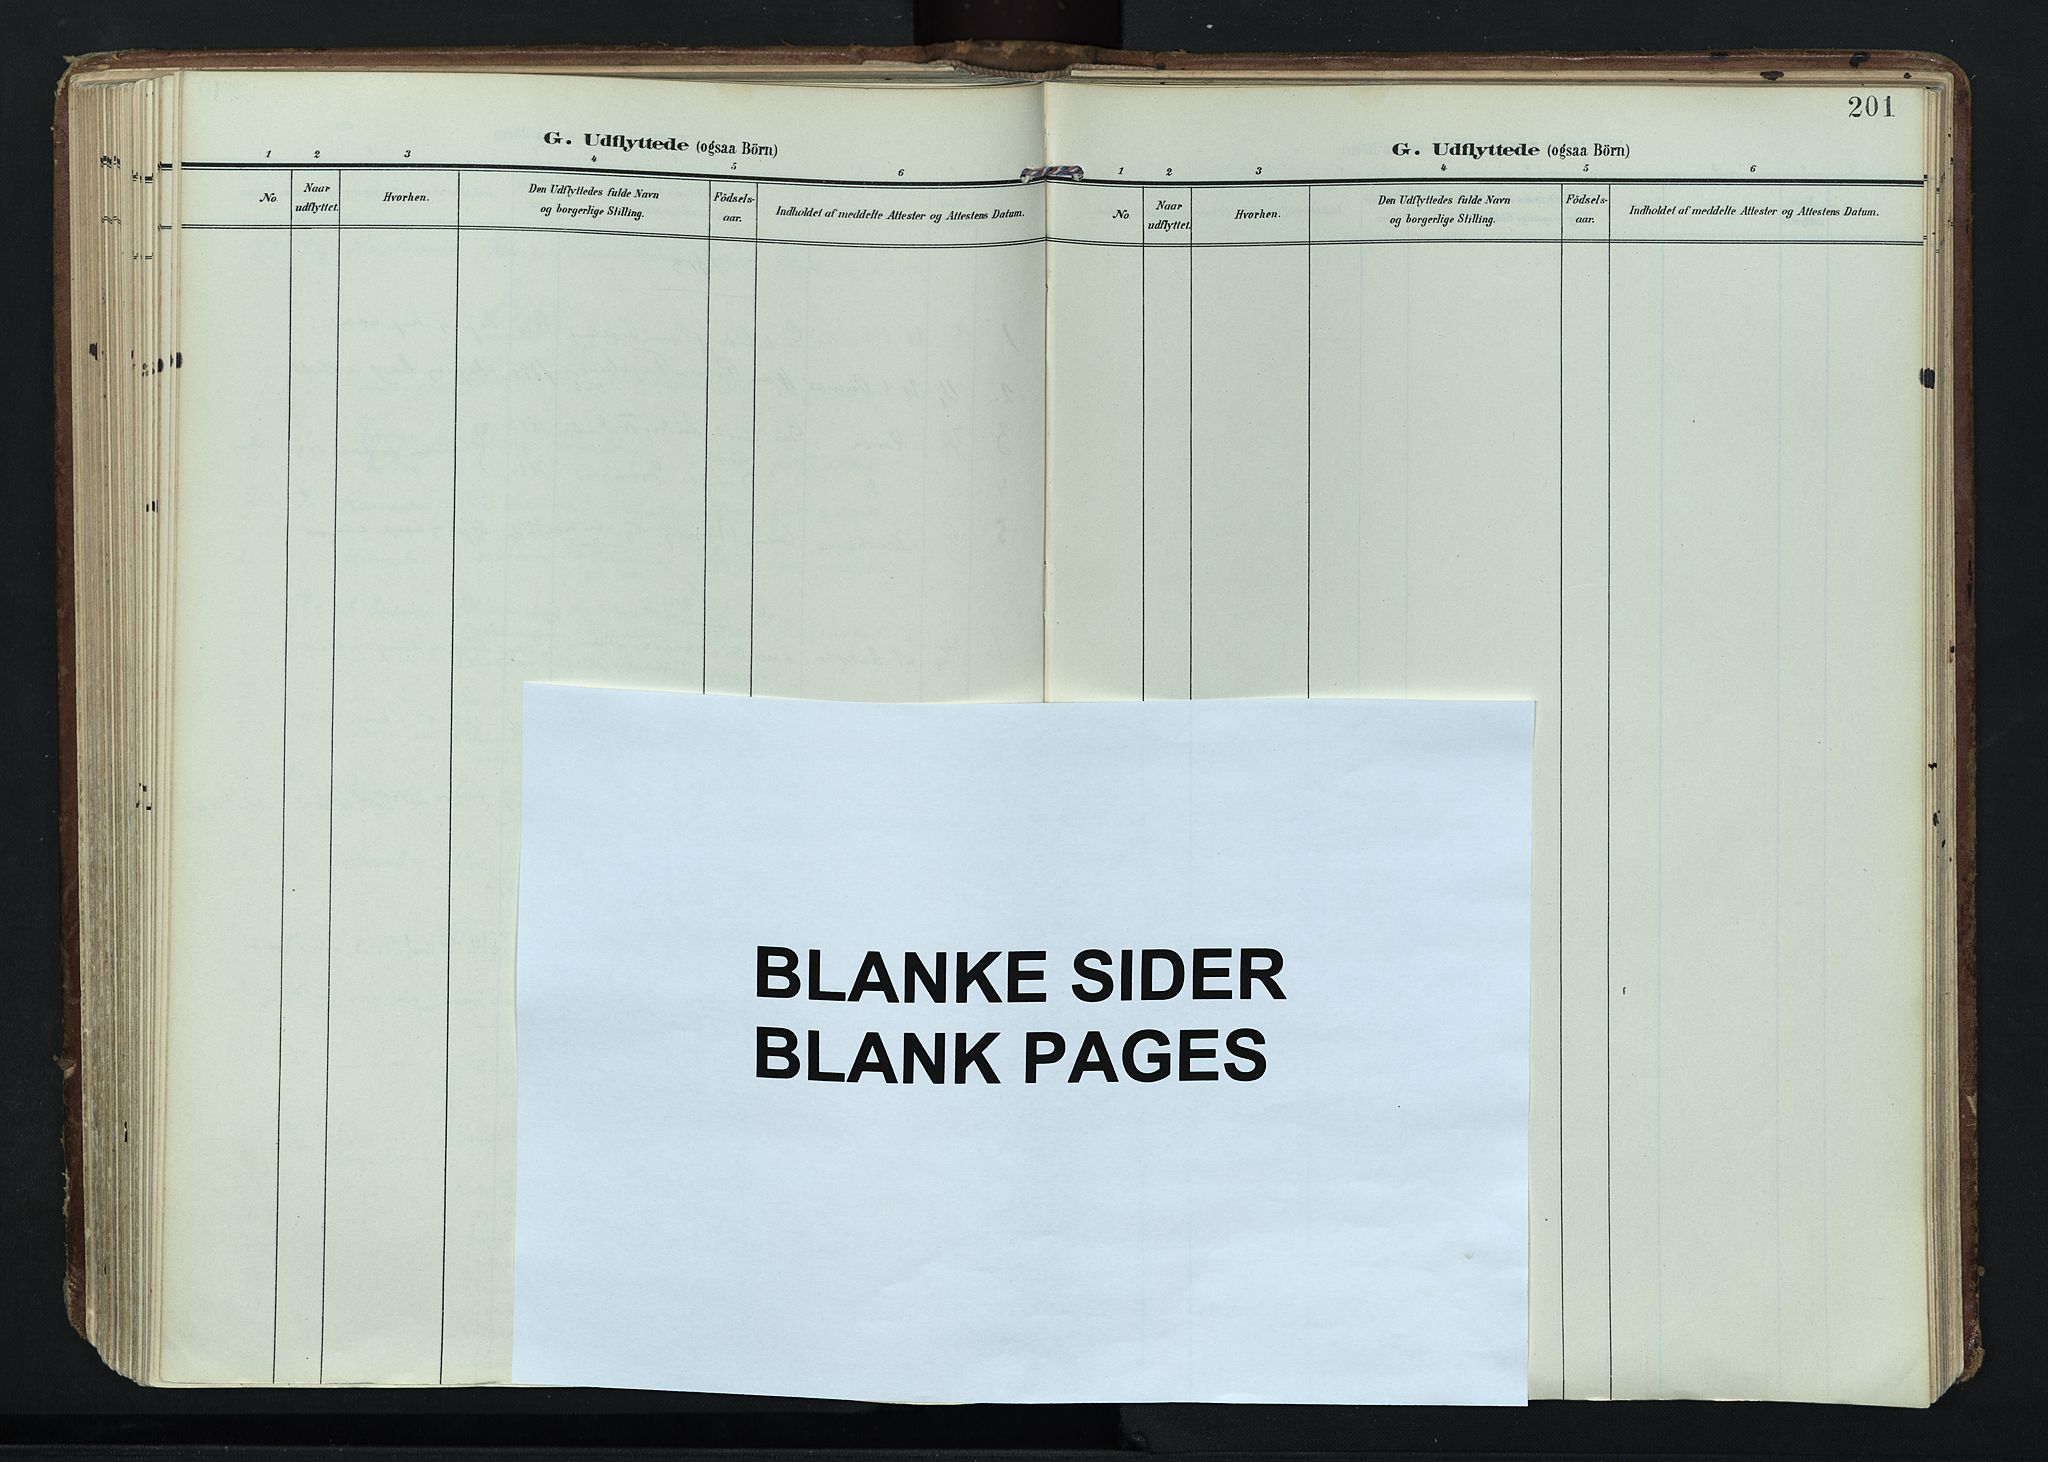 G. Udflyttede (ogsaa Börn)
1 2 3 4 5 6
No. Naar udflyttet. Hvorhen. Den Udflyttedes fulde Navn og borgerlige Stilling. Födsels-aar. Indholdet af meddelte Attester og Attestens Datum.
201
G. Udflyttede (ogsaa Börn)
1 2 3 4 5 6
No. Naar udflyttet. Hvorhen. Den Udflyttedes fulde Navn og borgerlige Stilling. Födsels-aar. Indholdet af meddelte Attester og Attestens Datum.
BLANKE SIDER
BLANK PAGES